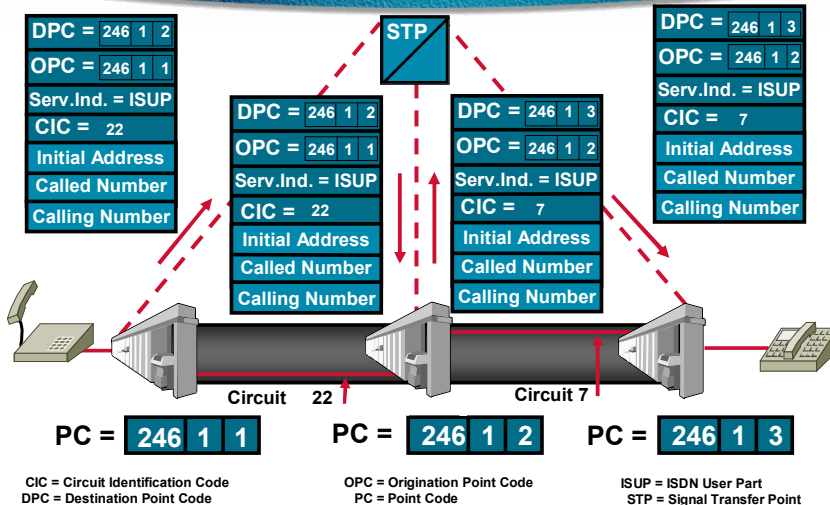 DPC = 246 1 2
OPC = 246 1 1
Serv.Ind. = ISUP
CIC = 22
Initial Address
Called Number
Calling Number
DPC = 246 1 2
OPC = 246 1 1
Serv.Ind. = ISUP
CIC = 22
Initial Address
Called Number
Calling Number
STP
DPC = 246 1 3
OPC = 246 1 2
Serv.Ind. = ISUP
CIC = 7
Initial Address
Called Number
Calling Number
DPC = 246 1 3
OPC = 246 1 2
Serv.Ind. = ISUP
CIC = 7
Initial Address
Called Number
Calling Number
Circuit 22
Circuit 7
PC = 246 1 1
PC = 246 1 2
PC = 246 1 3
CIC = Circuit Identification Code
DPC = Destination Point Code
OPC = Origination Point Code
PC = Point Code
ISUP = ISDN User Part
STP = Signal Transfer Point